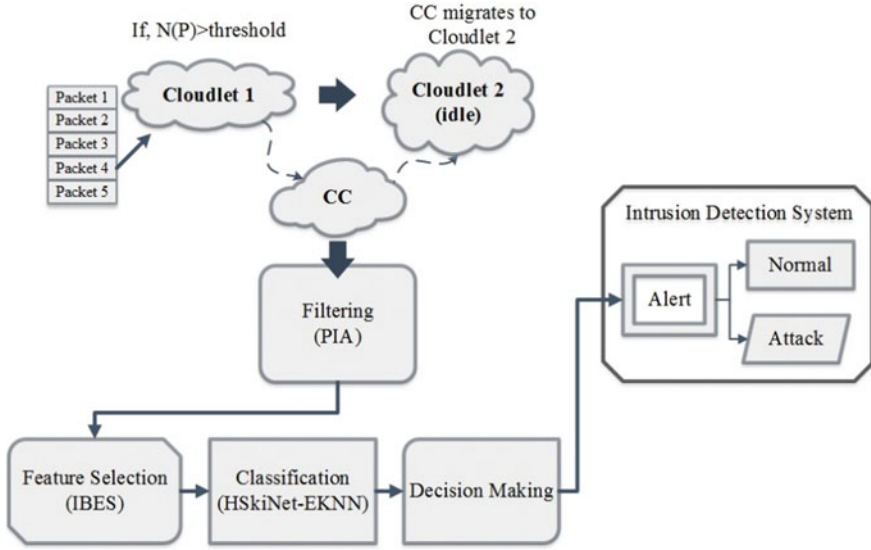 If, N(P)>threshold
CC migrates to
Cloudlet 2
Packet 1
Packet 2
Packet 3
Packet 4
Packet 5
Cloudlet 1
Cloudlet 2
(idle)
CC
Filtering
(PIA)
Feature Selection
(IBES)
Classification
(HSkiNet-EKNN)
Decision Making
Intrusion Detection System
Alert
Normal
Attack